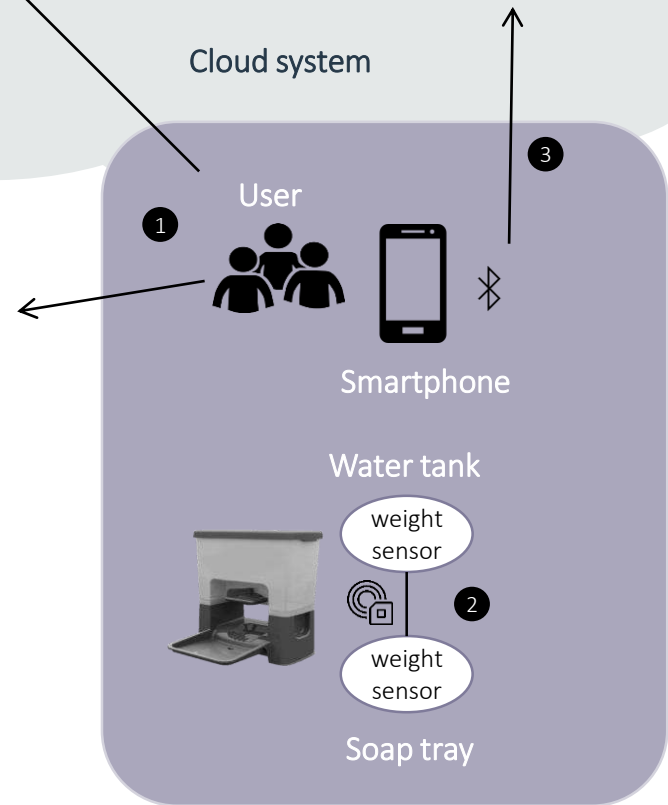 Cloud system
3
User
1
Smartphone
Water tank
weight
sensor
2
weight
sensor
Soap tray